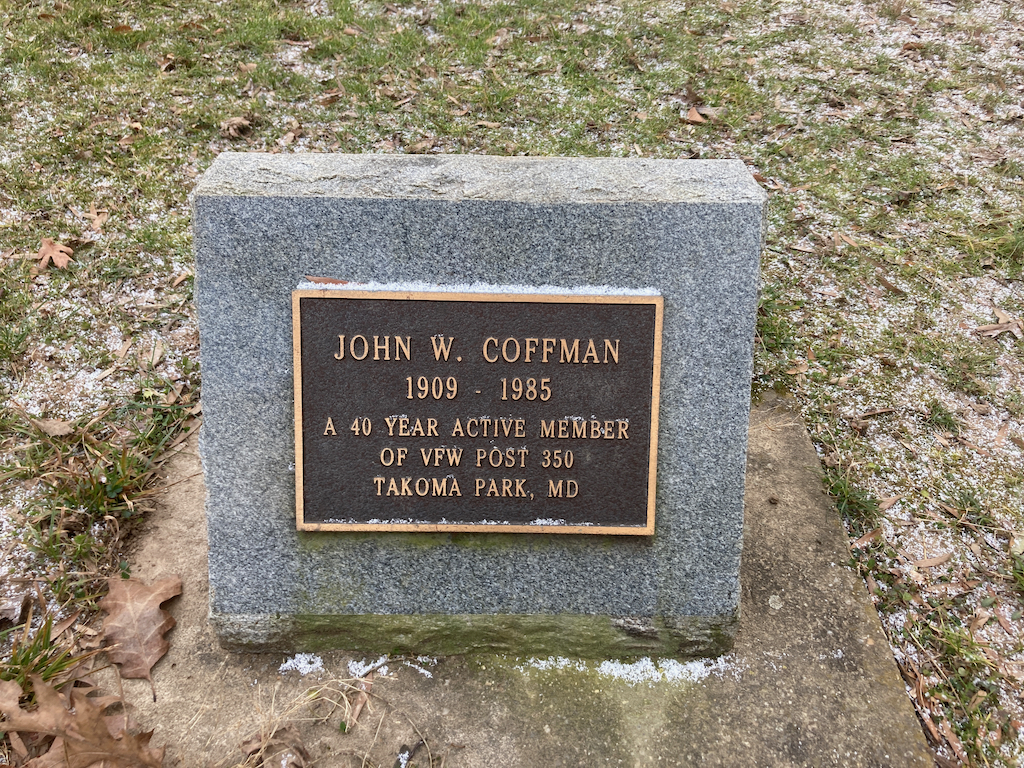 JOHN W. COFFMAN
1909 - 1985
A 40 YEAR ACTIVE MEMBER
OF VFW POST 350
TAKOMA PARK, MD